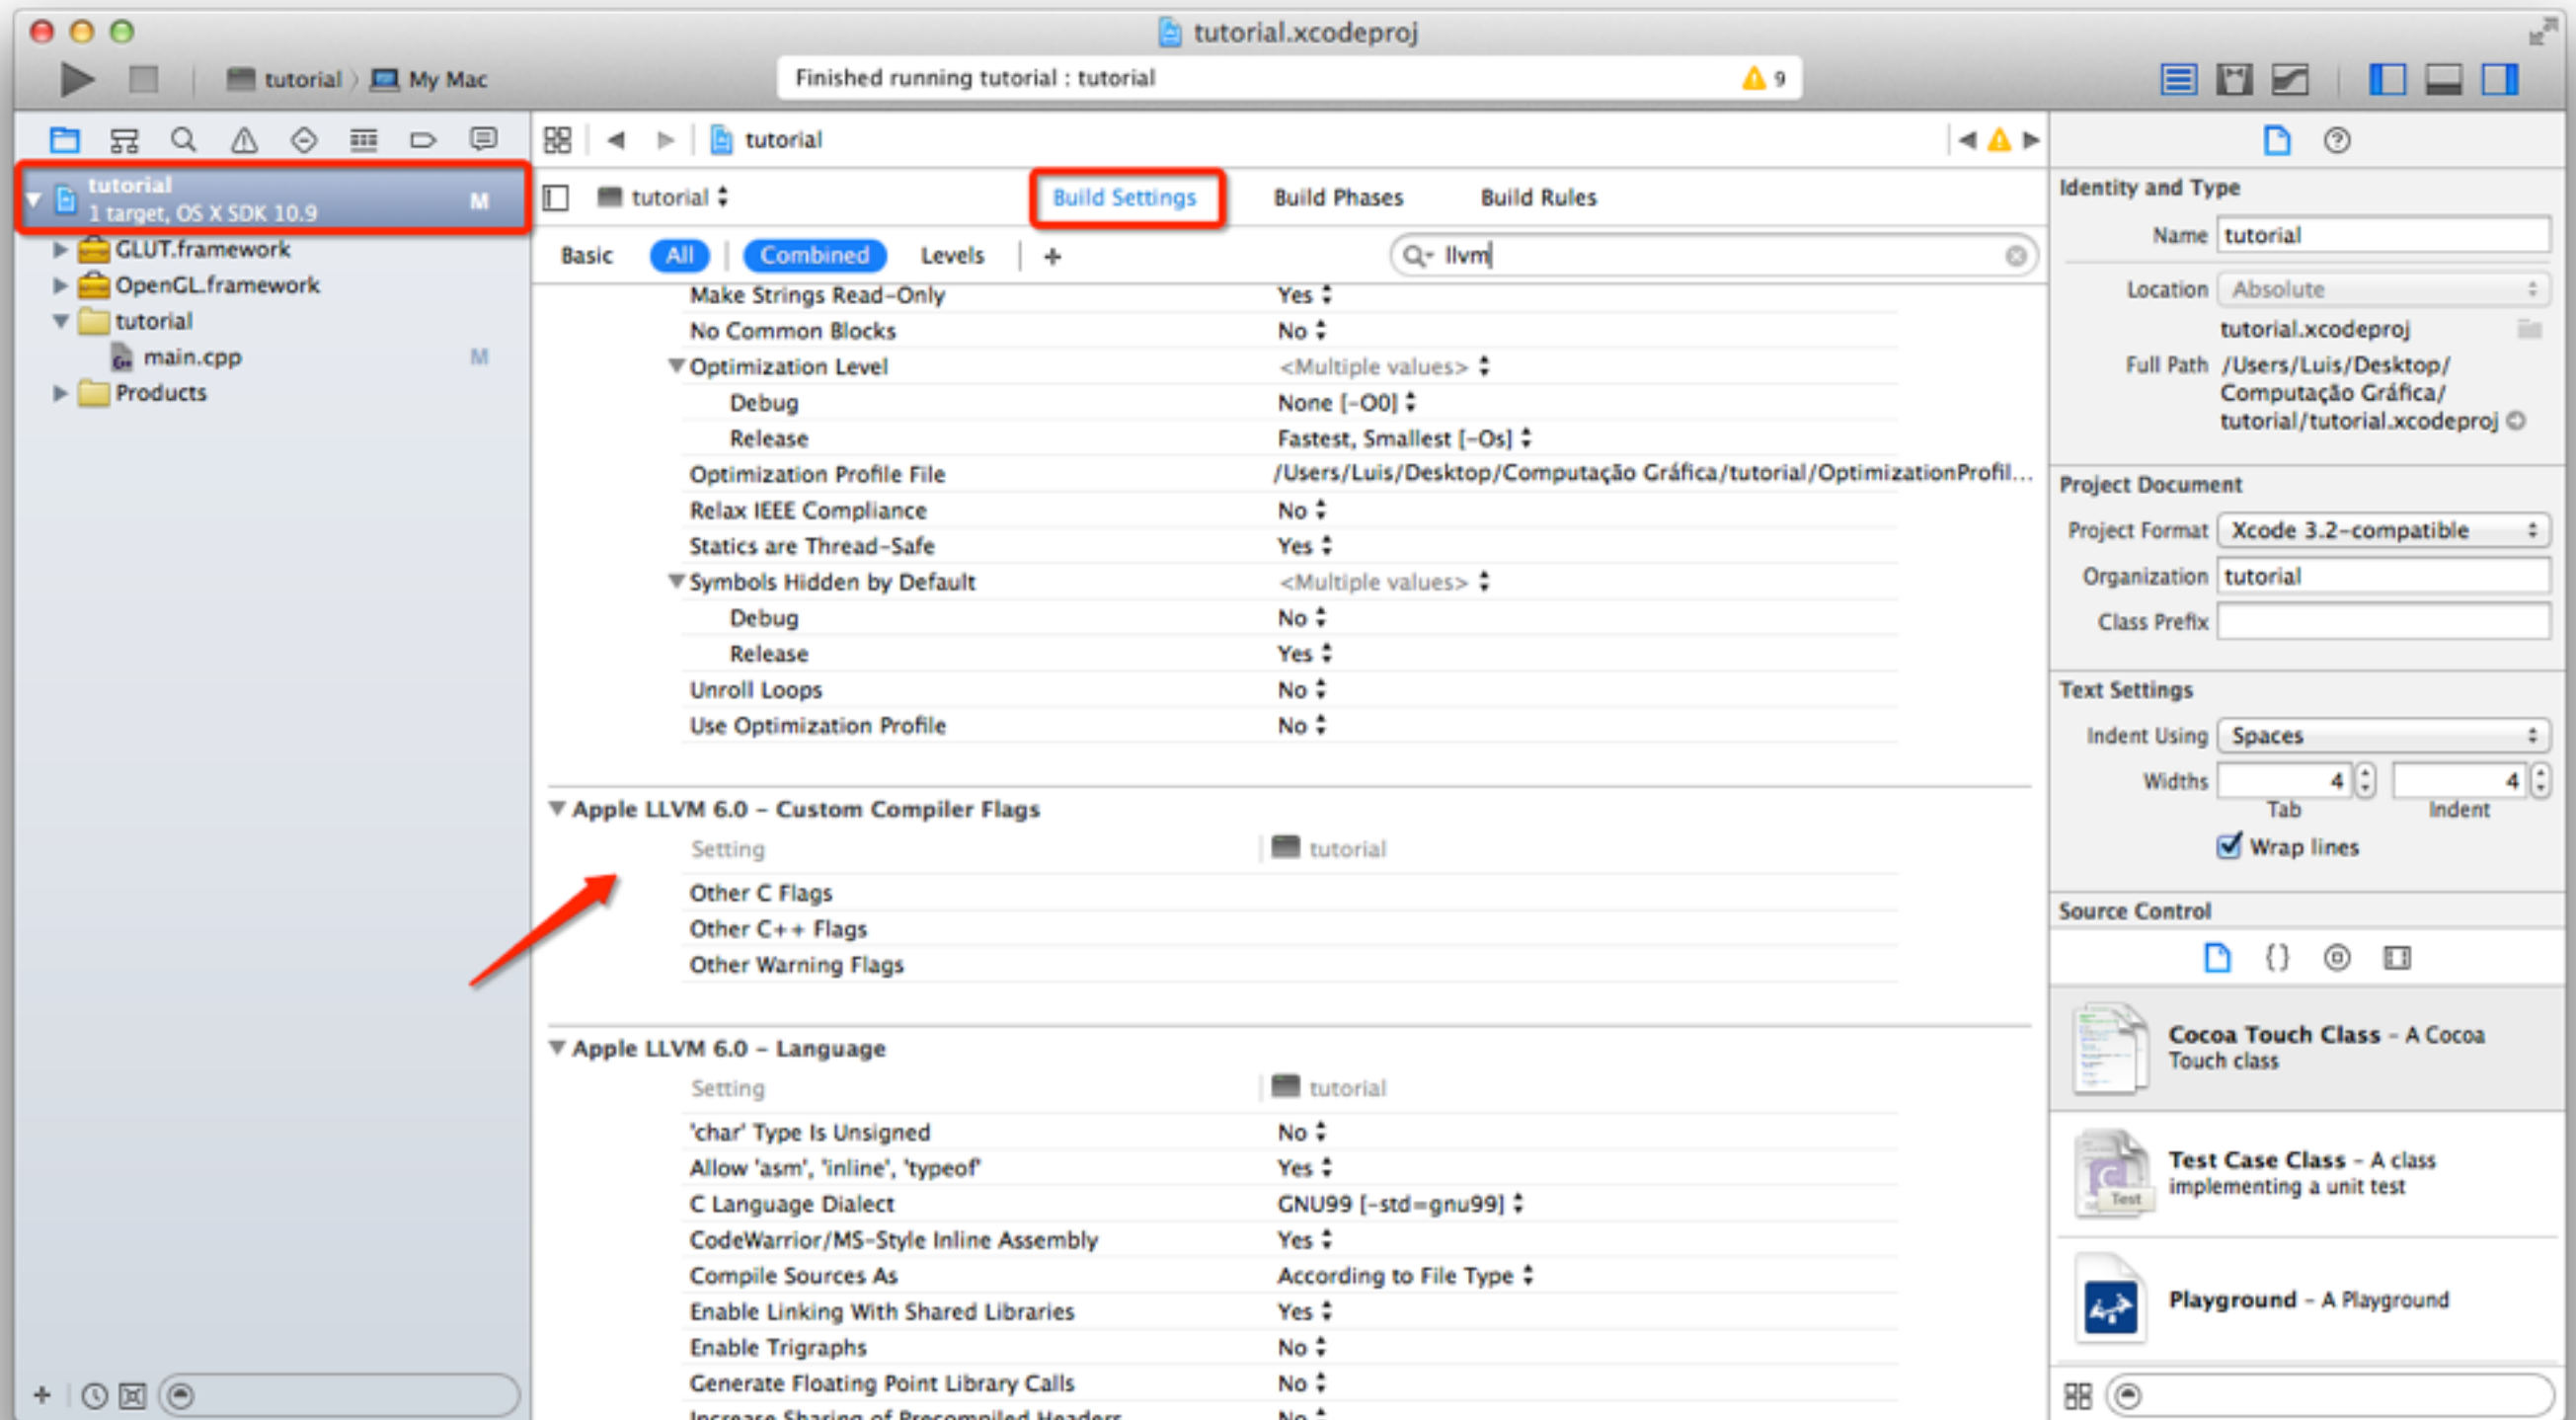 tutorial.xcodeproj
tutorial 〉 My Mac
Finished running tutorial : tutorial
9
tutorial
1 target, OS X SDK 10.9
M
GLUT.framework
OpenGL.framework
tutorial
main.cpp
M
Products
tutorial
tutorial
Build Settings
Build Phases
Build Rules
Basic
All
Combined
Levels
+
llvm
Make Strings Read-Only Yes
No Common Blocks No
Optimization Level <Multiple values>
Debug None [-O0]
Release Fastest, Smallest [-Os]
Optimization Profile File /Users/Luis/Desktop/Computação Gráfica/tutorial/OptimizationProfil...
Relax IEEE Compliance No
Statics are Thread-Safe Yes
Symbols Hidden by Default <Multiple values>
Debug No
Release Yes
Unroll Loops No
Use Optimization Profile No
Apple LLVM 6.0 - Custom Compiler Flags
Setting tutorial
Other C Flags
Other C++ Flags
Other Warning Flags
Apple LLVM 6.0 - Language
Setting tutorial
'char' Type Is Unsigned No
Allow 'asm', 'inline', 'typeof' Yes
C Language Dialect GNU99 [-std=gnu99]
CodeWarrior/MS-Style Inline Assembly Yes
Compile Sources As According to File Type
Enable Linking With Shared Libraries Yes
Enable Trigraphs No
Generate Floating Point Library Calls No
Increase Sharing of Precompiled Headers No
Identity and Type
Name tutorial
Location Absolute
tutorial.xcodeproj
Full Path /Users/Luis/Desktop/
Computação Gráfica/
tutorial/tutorial.xcodeproj
Project Document
Project Format Xcode 3.2-compatible
Organization tutorial
Class Prefix
Text Settings
Indent Using Spaces
Widths 4 4
Tab Indent
Wrap lines
Source Control
{ }
Cocoa Touch Class - A Cocoa
Touch class
Test Case Class - A class
implementing a unit test
Test
Playground - A Playground